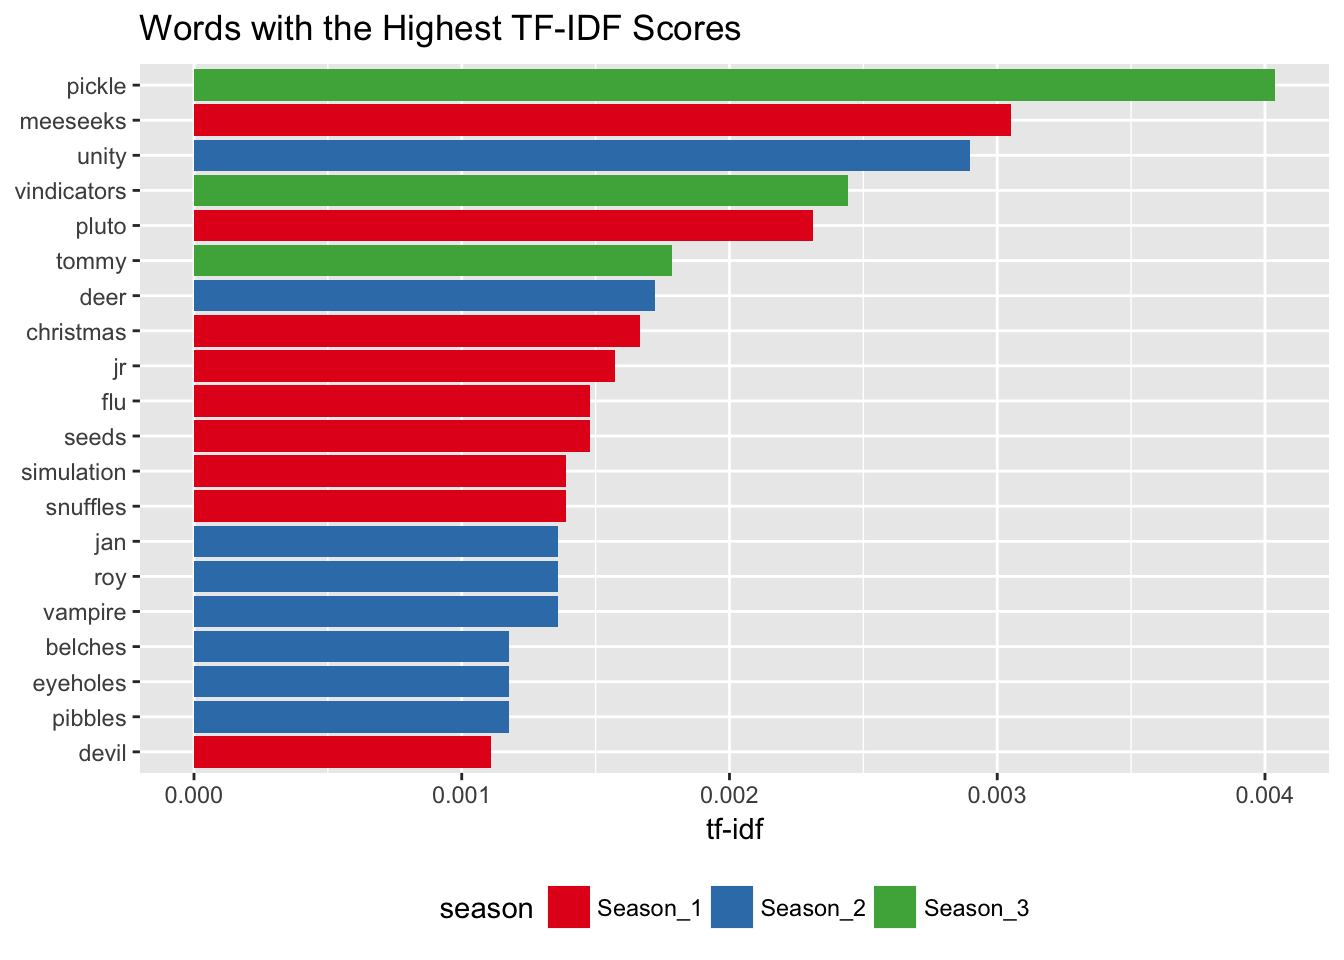 Words with the Highest TF-IDF Scores
pickle
meeseeks
unity
vindicators
pluto
tommy
deer
christmas
jr
flu
seeds
simulation
snuffles
jan
roy
vampire
belches
eyeholes
pibbles
devil
0.000 0.001 0.002 0.003 0.004
tf-idf
season Season_1 Season_2 Season_3